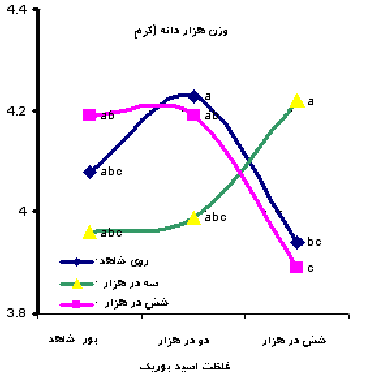 وزن هزار دانه (گرم
4.4
4.2
4
3.8
a
ab
ab
a
abc
abc
abc
bc
c
روی شاهد
سه در هزار
شش در هزار
بور شاهد
دو در هزار
شش در هزار
غلظت اسید بوریک